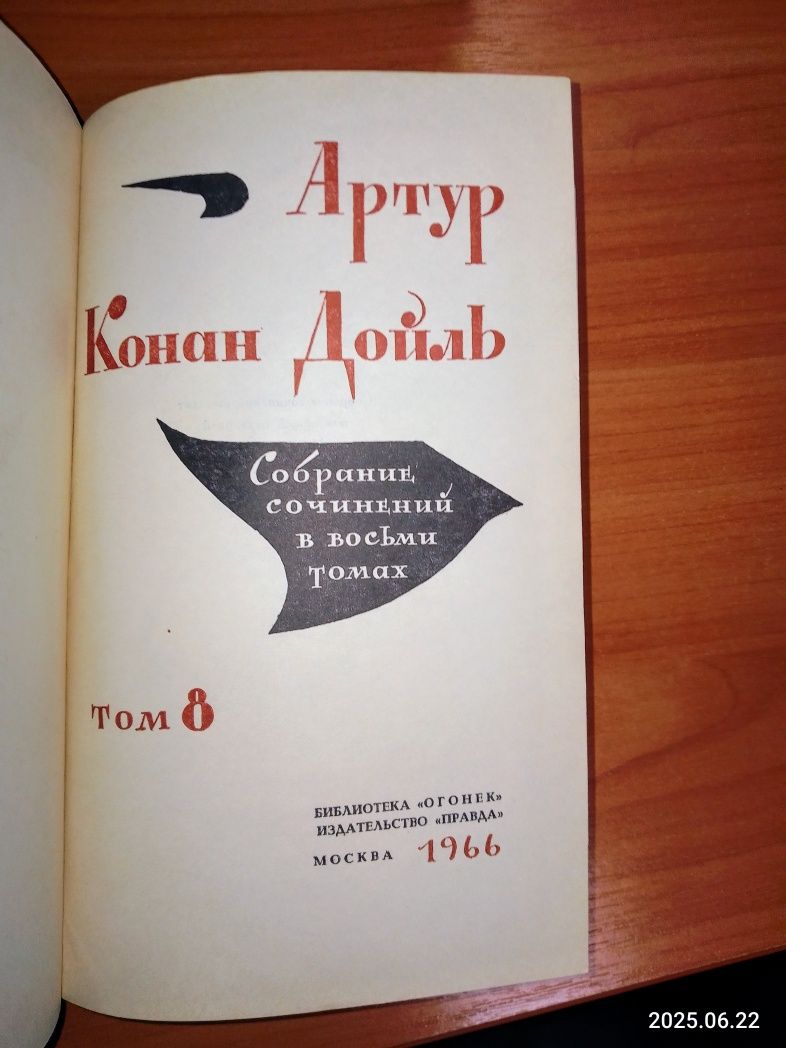 Артур
Конан Дойль
Собрание
сочинений
в восьми
томах
том 8
БИБЛИОТЕКА «ОГОНЕК»
ИЗДАТЕЛЬСТВО «ПРАВДА»
МОСКВА 1966
2025.06.22